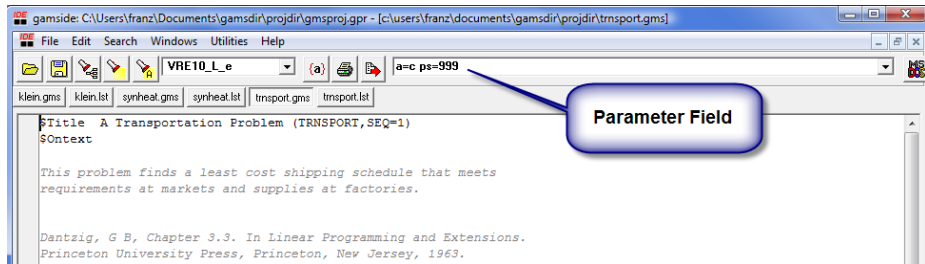 IDE gamside: C:\Users\franz\Documents\gamsdir\projdir\gmsproj.gpr - [c:\users\franz\documents\gamsdir\projdir\trnsport.gms]
IDE File Edit Search Windows Utilities Help
A VRE10_L_e {a} a=c ps=999 MS DOS
klein.gms klein.lst synheat.gms synheat.lst trnsport.gms trnsport.lst
Parameter Field
$Title A Transportation Problem (TRNSPORT,SEQ=1)
$Ontext
This problem finds a least cost shipping schedule that meets
requirements at markets and supplies at factories.
Dantzig, G B, Chapter 3.3. In Linear Programming and Extensions.
Princeton University Press, Princeton, New Jersey, 1963.